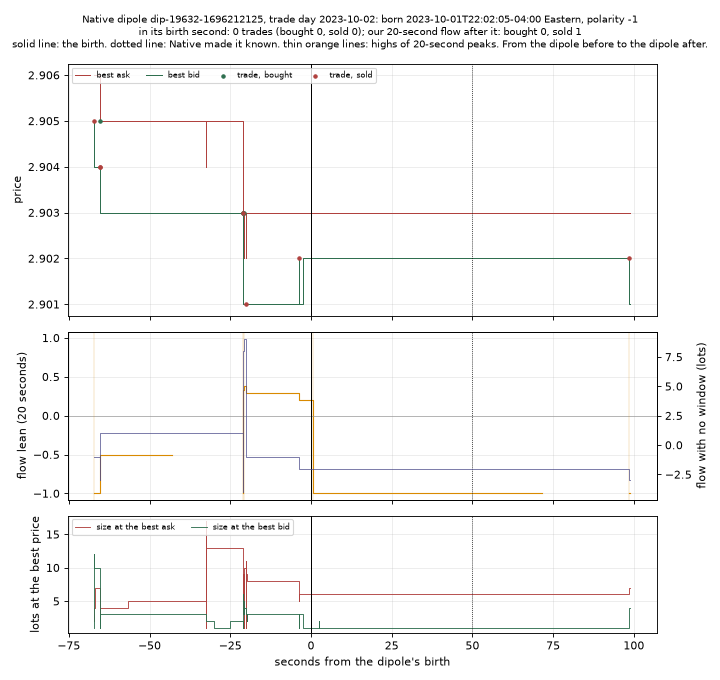 Native dipole dip-19632-1696212125, trade day 2023-10-02: born 2023-10-01T22:02:05-04:00 Eastern, polarity -1
in its birth second: 0 trades (bought 0, sold 0); our 20-second flow after it: bought 0, sold 1
solid line: the birth. dotted line: Native made it known. thin orange lines: highs of 20-second peaks. From the dipole before to the dipole after.
best ask best bid trade, bought trade, sold
2.906
2.905
2.904
2.903
2.902
2.901
price
1.0
0.5
0.0
−0.5
−1.0
flow lean (20 seconds)
7.5
5.0
2.5
0.0
−2.5
flow with no window (lots)
size at the best ask size at the best bid
15
10
5
lots at the best price
−75 −50 −25 0 25 50 75 100
seconds from the dipole's birth